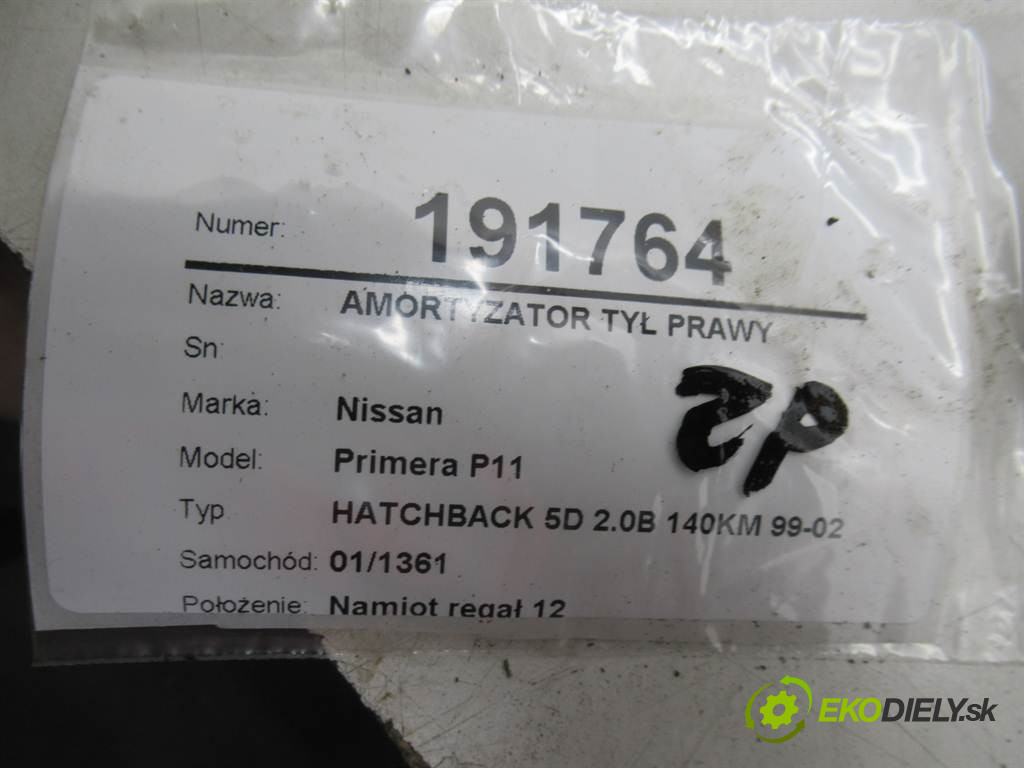 Numer: 191764
Nazwa: AMORTYZATOR TYŁ PRAWY
Sn:
Marka: Nissan
Model: Primera P11
Typ HATCHBACK 5D 2.0B 140KM 99-02
Samochód: 01/1361
Położenie: Namiot regał 12
ZP
EKODIELY.sk